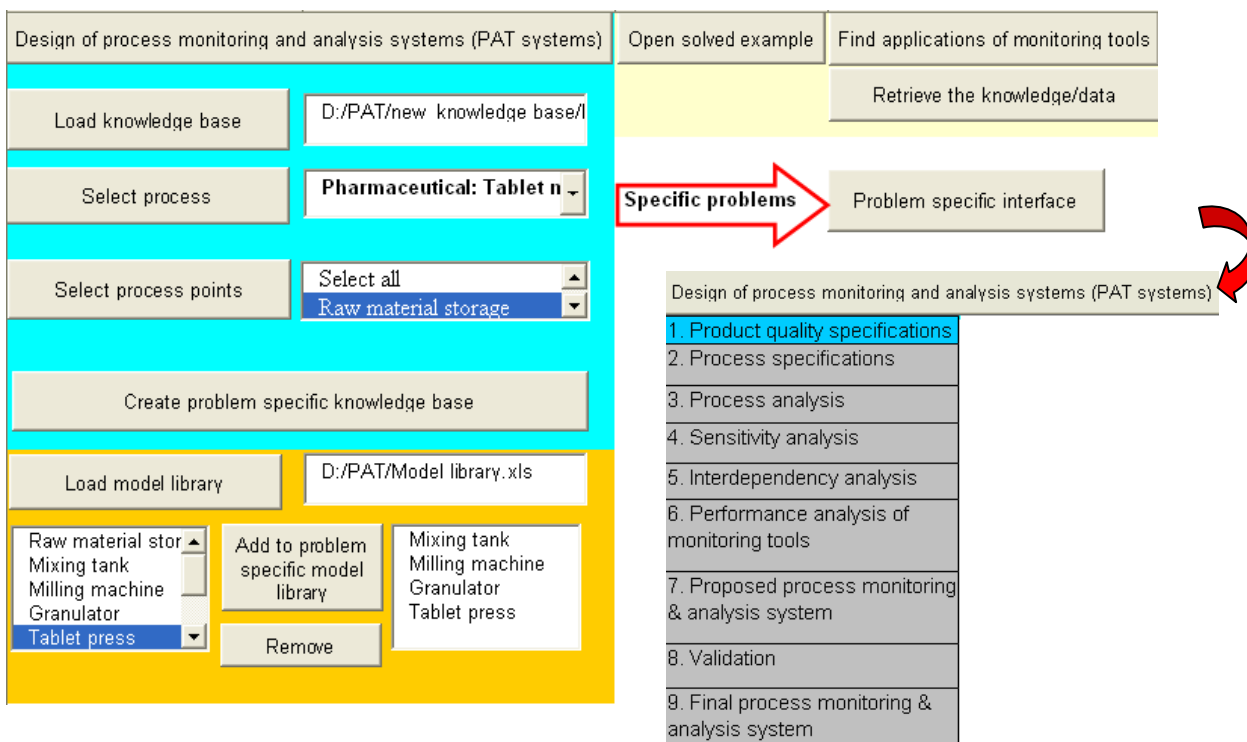 Design of process monitoring and analysis systems (PAT systems)
Open solved example
Find applications of monitoring tools
Retrieve the knowledge/data
Load knowledge base
D:/PAT/new knowledge base/l
Select process
Pharmaceutical: Tablet n
Specific problems
Problem specific interface
Select process points
Select all
Raw material storage
Create problem specific knowledge base
Load model library
D:/PAT/Model library.xls
Raw material stor
Mixing tank
Milling machine
Granulator
Tablet press
Add to problem
specific model
library
Remove
Mixing tank
Milling machine
Granulator
Tablet press
Design of process monitoring and analysis systems (PAT systems)
1. Product quality specifications
2. Process specifications
3. Process analysis
4. Sensitivity analysis
5. Interdependency analysis
6. Performance analysis of
monitoring tools
7. Proposed process monitoring
& analysis system
8. Validation
9. Final process monitoring &
analysis system